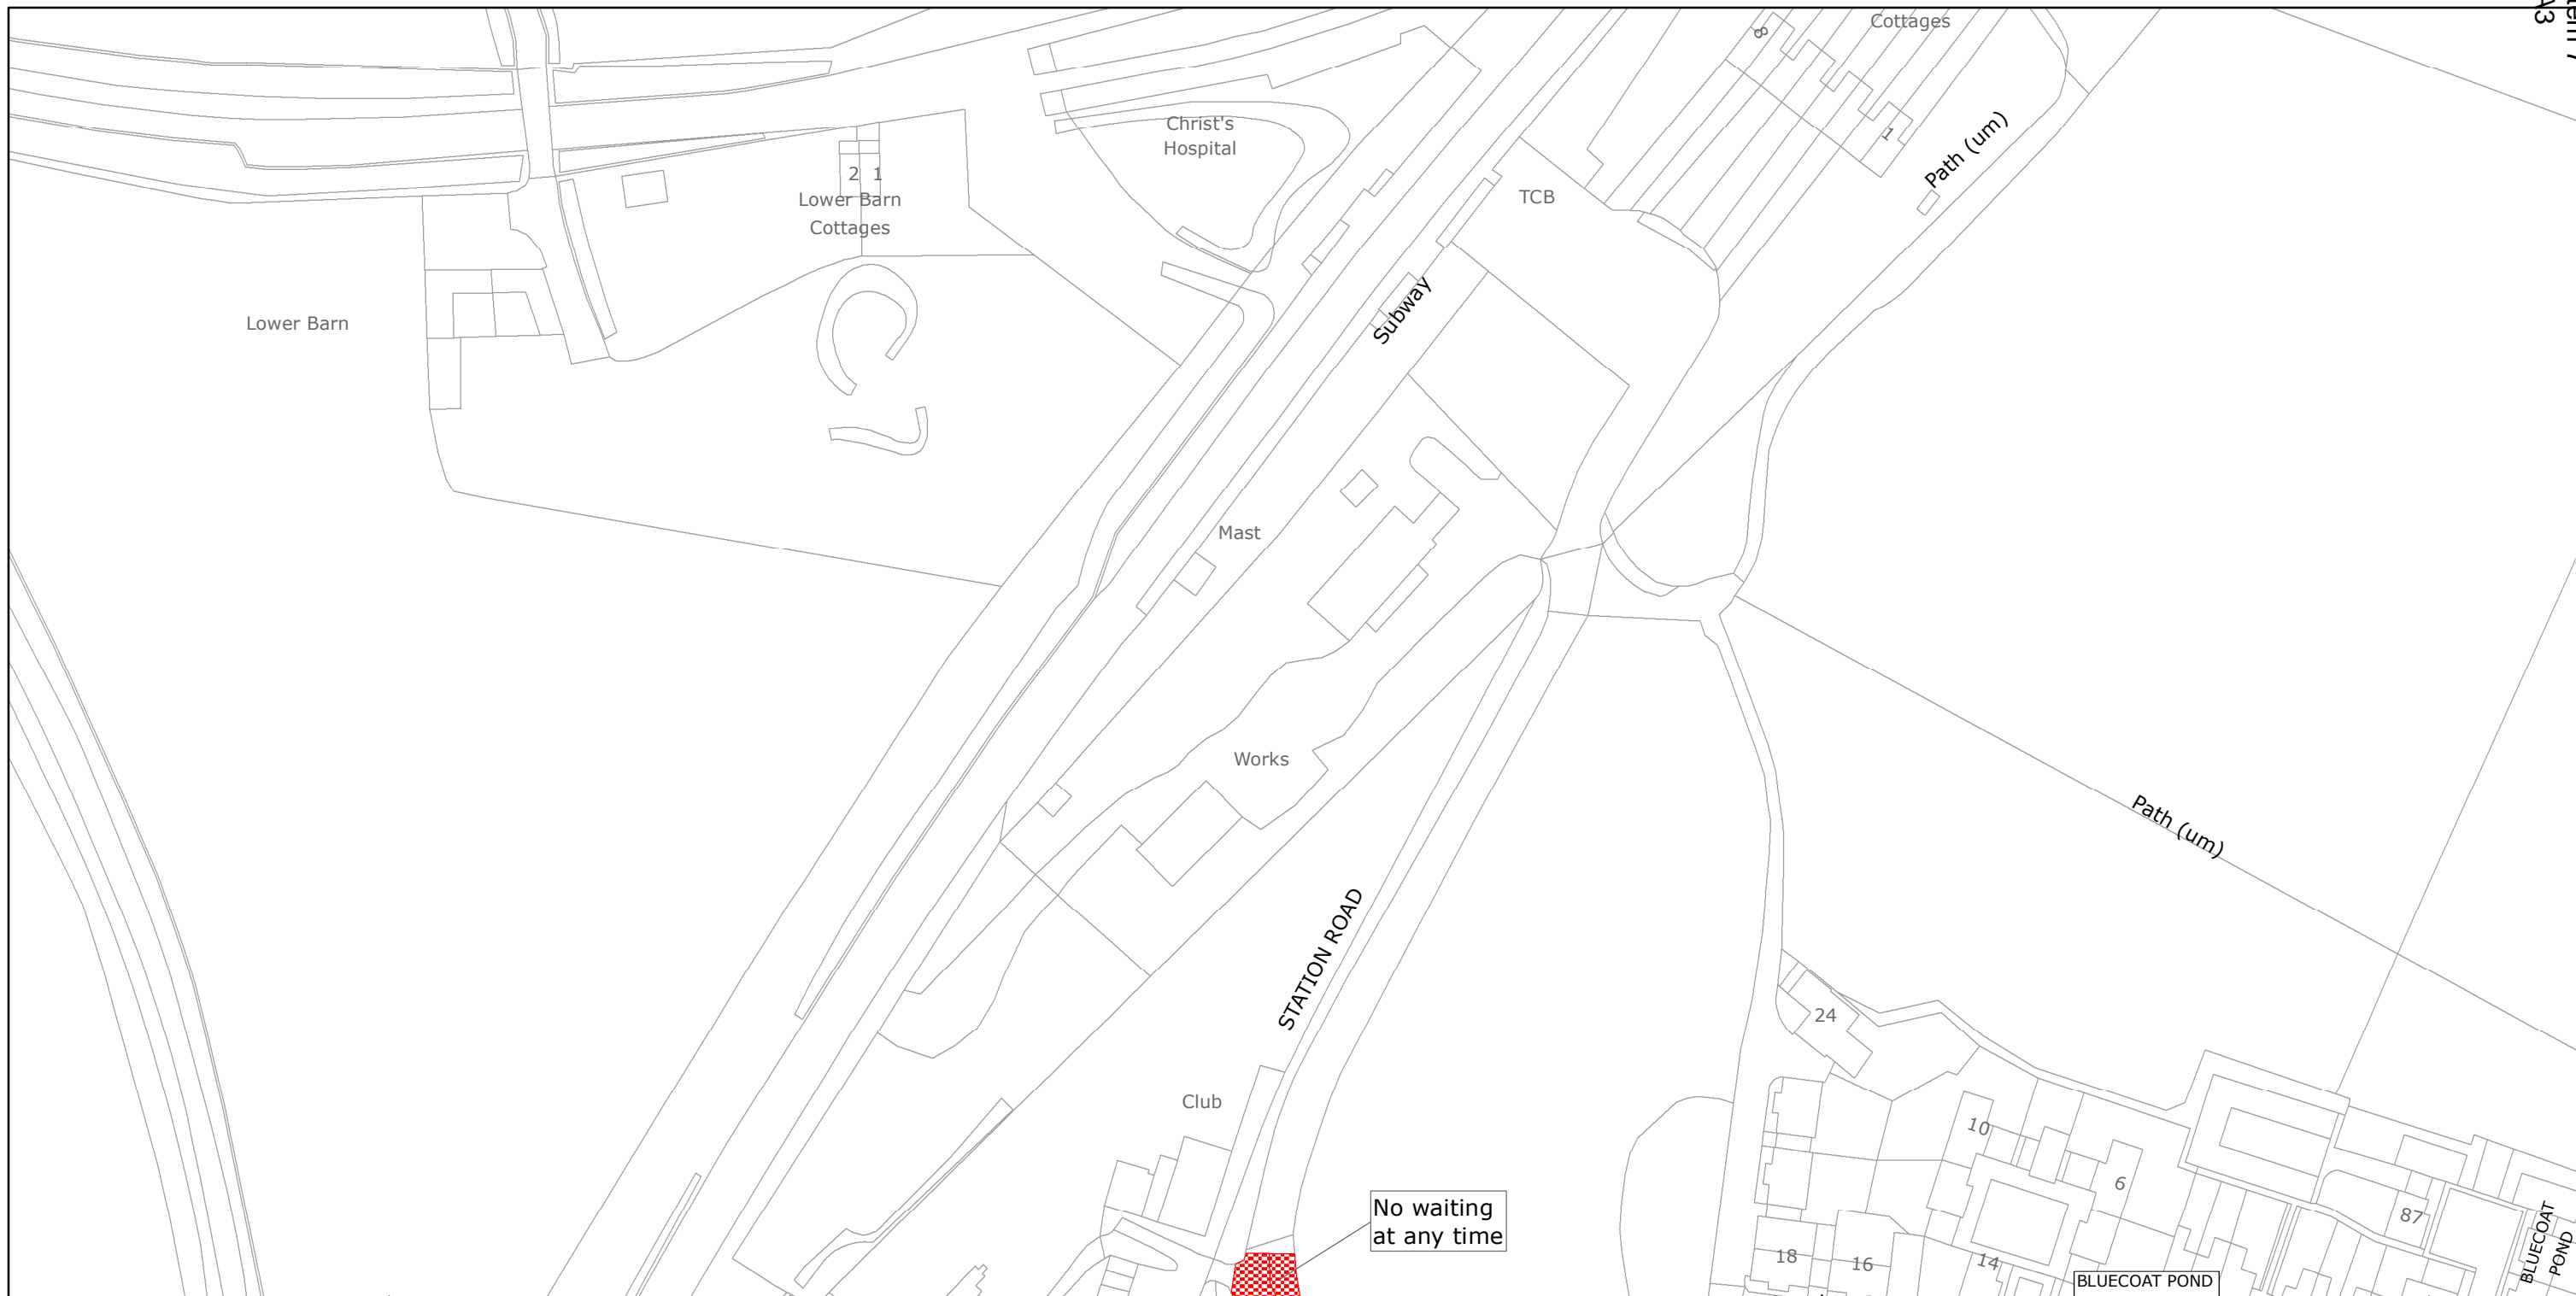 Cottages
8
1
Path (um)
A3
Christ's
Hospital
2 1
Lower Barn
Cottages
TCB
Lower Barn
Subway
Mast
Works
STATION ROAD
Path (um)
24
Club
10
6
87
No waiting
at any time
18
16
14
BLUECOAT POND
BLUECOAT
POND